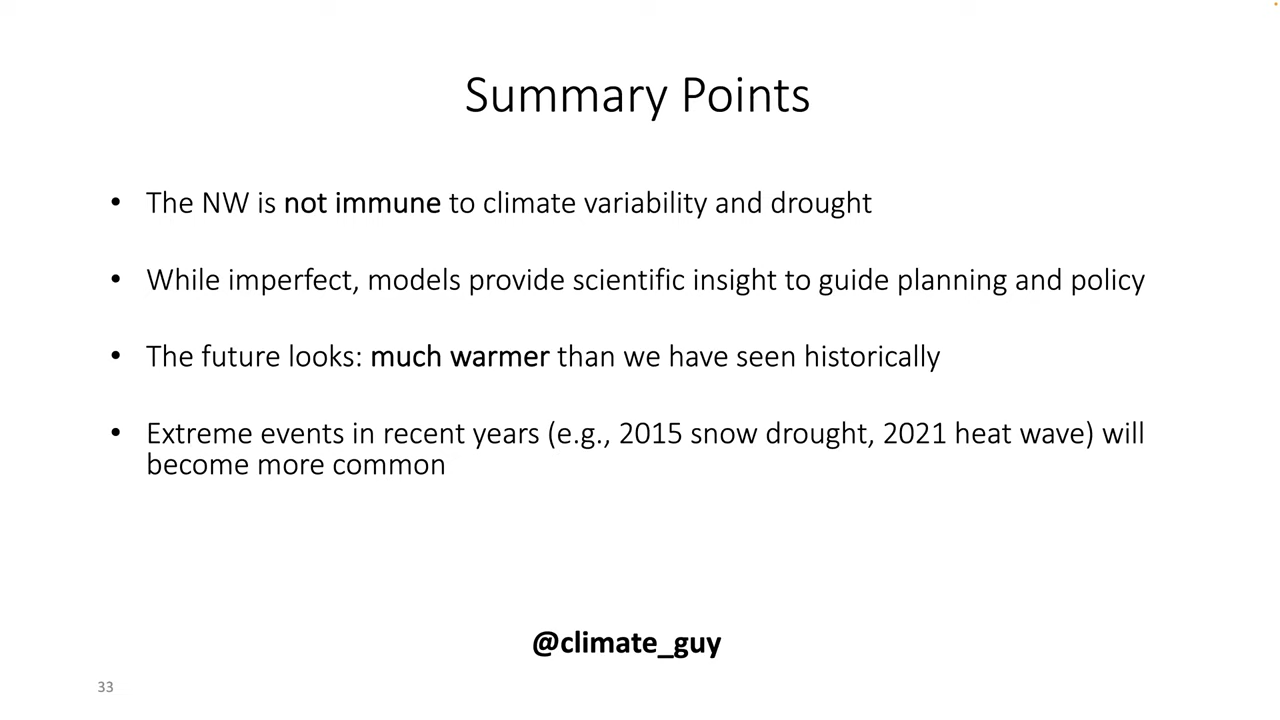 Summary Points
• The NW is not immune to climate variability and drought
• While imperfect, models provide scientific insight to guide planning and policy
• The future looks: much warmer than we have seen historically
• Extreme events in recent years (e.g., 2015 snow drought, 2021 heat wave) will
become more common
@climate_guy
33